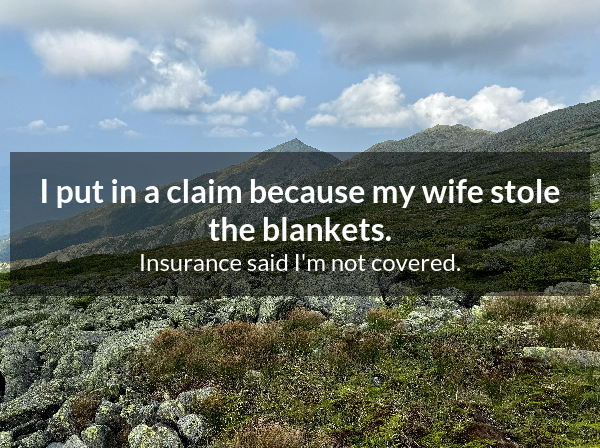 I put in a claim because my wife stole
the blankets.
Insurance said I'm not covered.